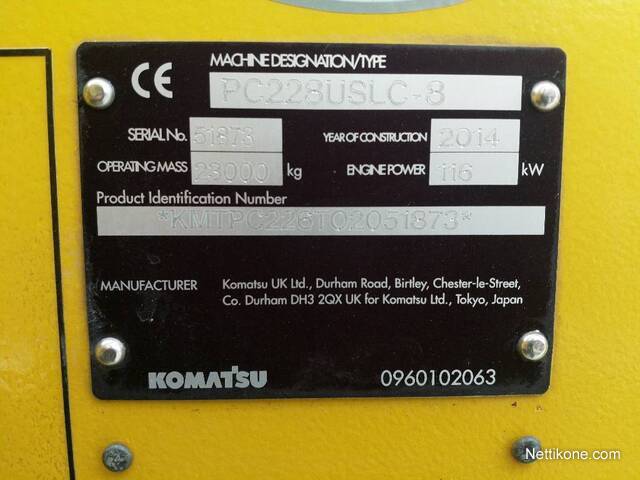 CE
MACHINE DESIGNATION/TYPE
PC228USLC-8
SERIAL No. 51873 YEAR OF CONSTRUCTION 2014
OPERATING MASS 23000 kg ENGINE POWER 116 kW
Product Identification Number
*KMTPC226TO2051873*
MANUFACTURER Komatsu UK Ltd., Durham Road, Birtley, Chester-le-Street,
Co. Durham DH3 2QX UK for Komatsu Ltd., Tokyo, Japan
KOMATSU 0960102063
Nettikone.com